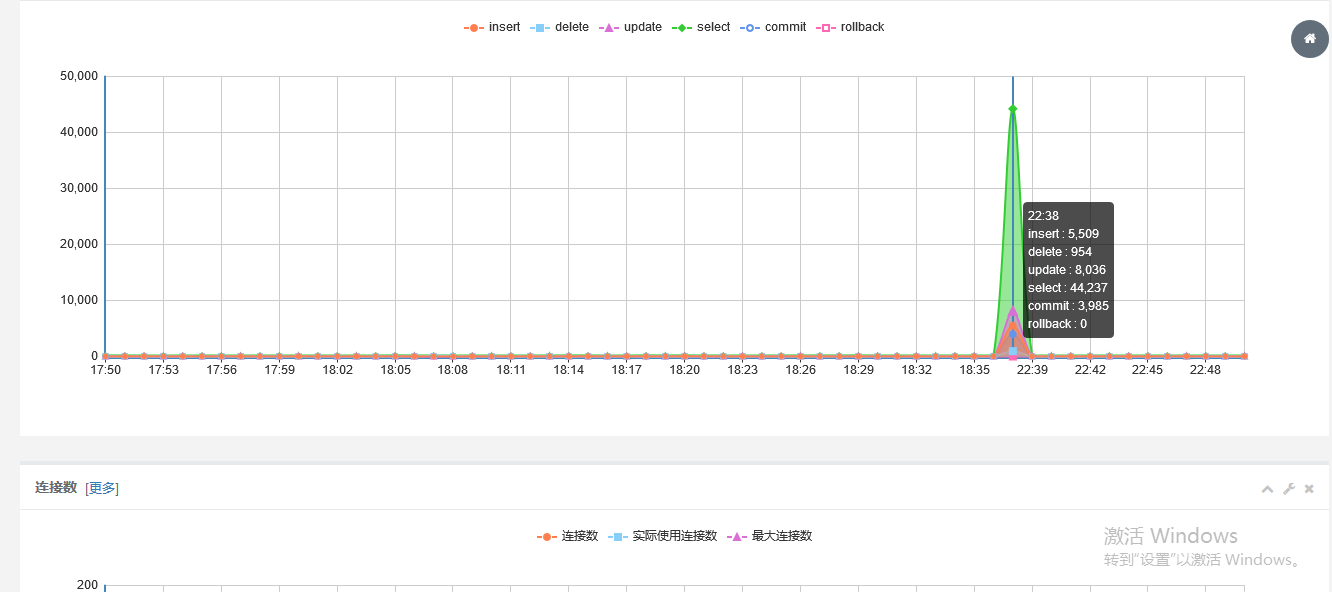 insert delete update select commit rollback
50,000
40,000
30,000
20,000
10,000
0
22:38
insert : 5,509
delete : 954
update : 8,036
select : 44,237
commit : 3,985
rollback : 0
17:50 17:53 17:56 17:59 18:02 18:05 18:08 18:11 18:14 18:17 18:20 18:23 18:26 18:29 18:32 18:35 22:39 22:42 22:45 22:48
连接数 [更多]
连接数 实际使用连接数 最大连接数
激活 Windows
转到"设置"以激活 Windows。
200